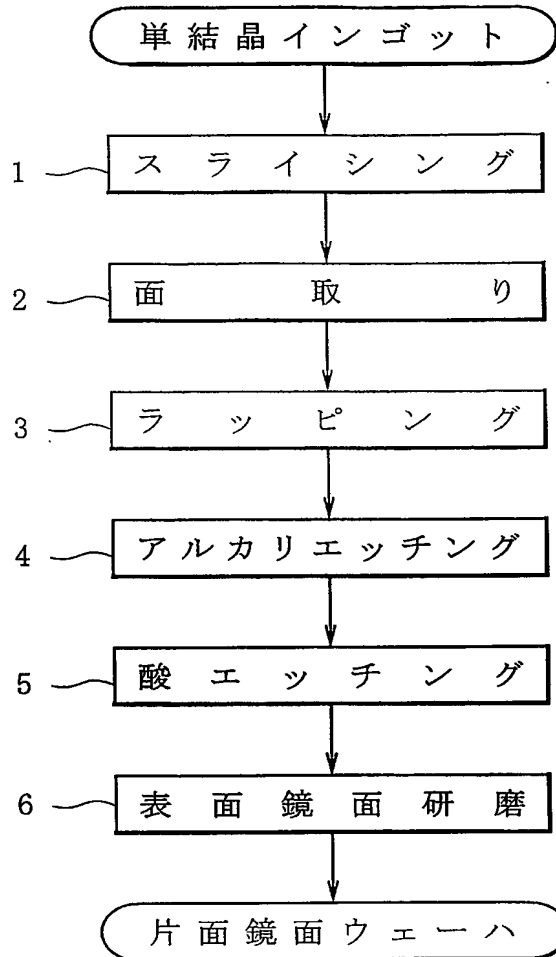 単結晶インゴット
1 スライシング
2 面取り
3 ラッピング
4 アルカリエッチング
5 酸エッチング
6 表面鏡面研磨
片面鏡面ウェーハ